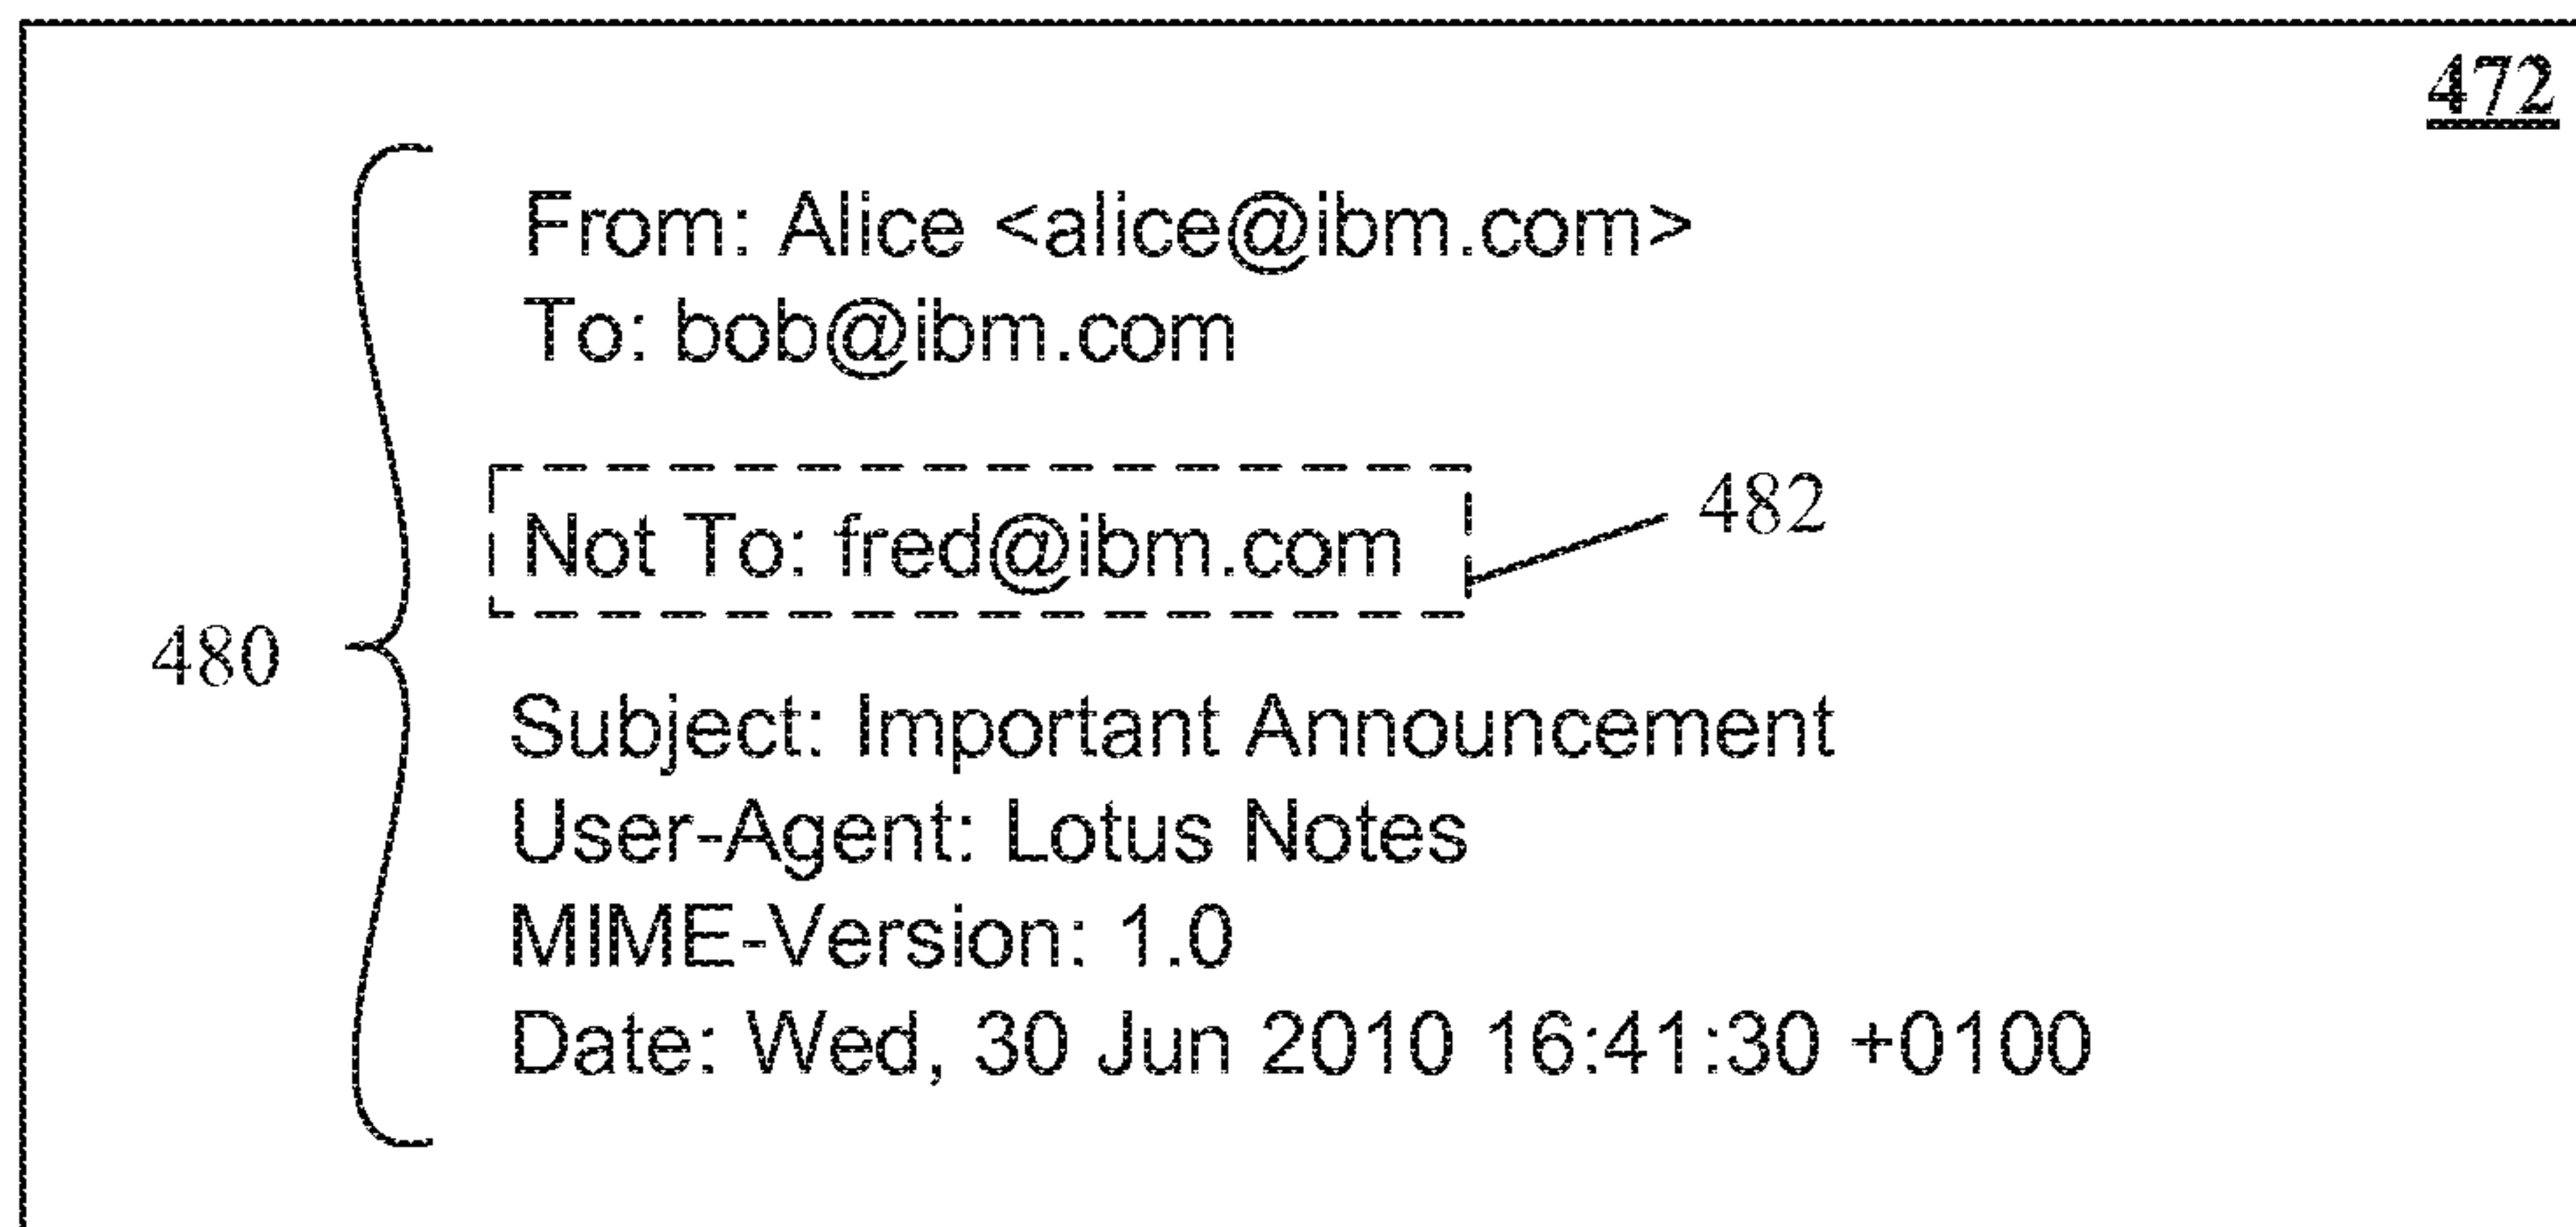 472
From: Alice <alice@ibm.com>
To: bob@ibm.com
Not To: fred@ibm.com
482
480
Subject: Important Announcement
User-Agent: Lotus Notes
MIME-Version: 1.0
Date: Wed, 30 Jun 2010 16:41:30 +0100